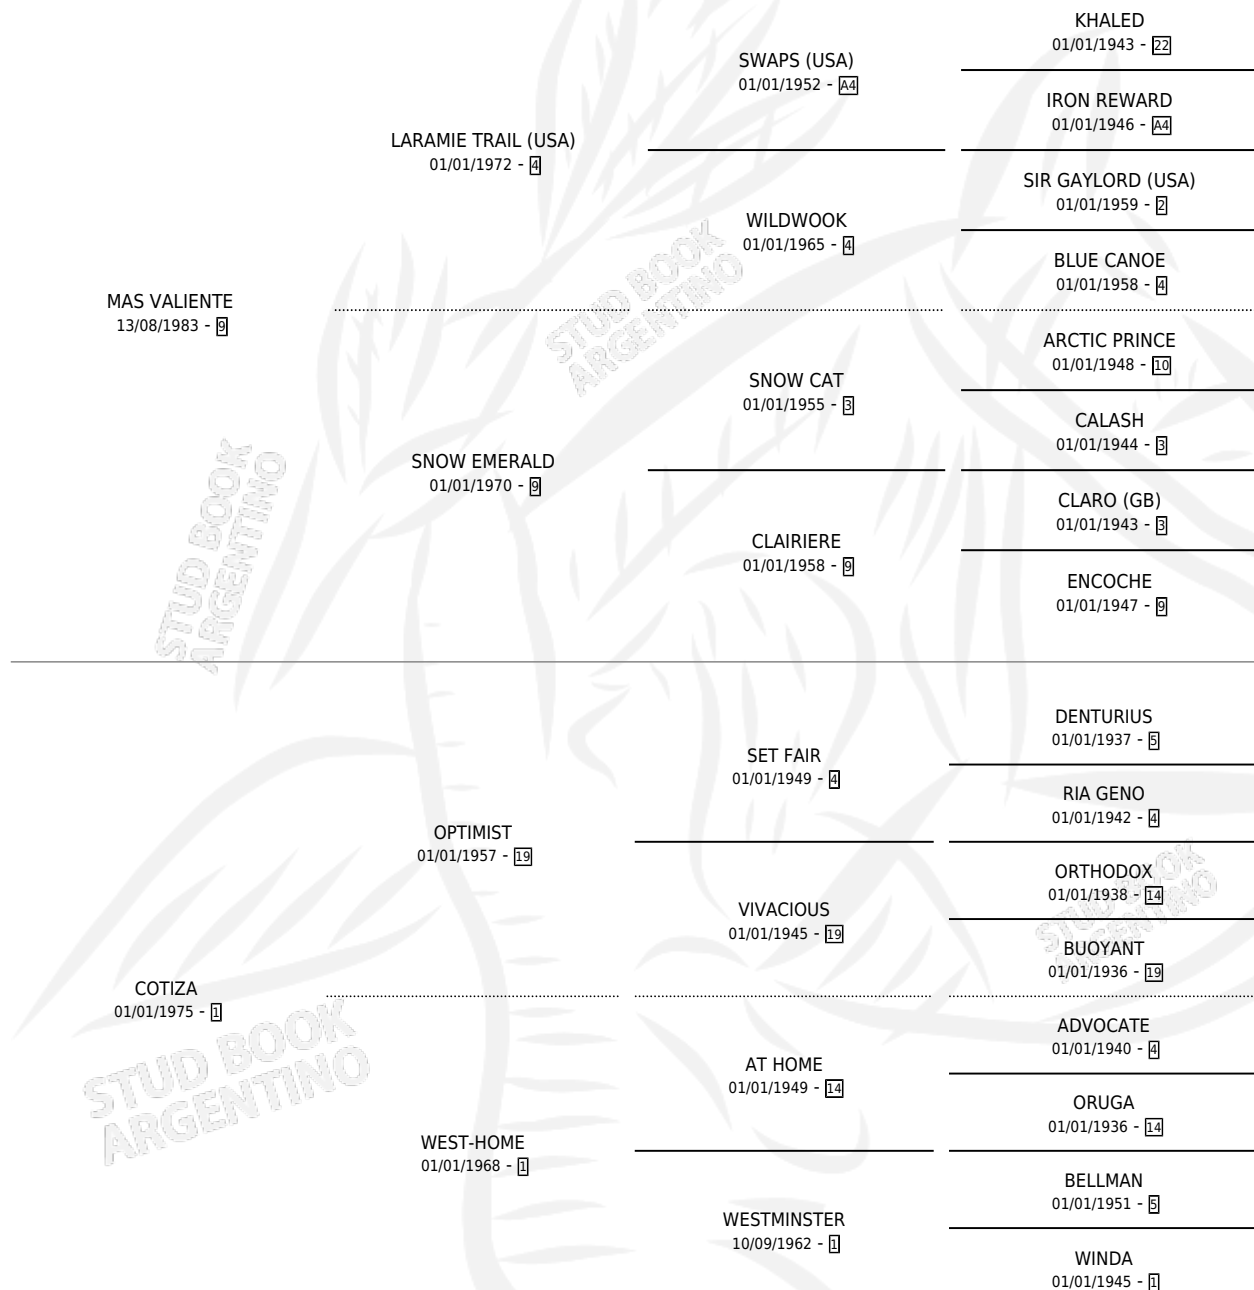 KHALED
01/01/1943 - 22
SWAPS (USA)
01/01/1952 - A4
IRON REWARD
01/01/1946 - A4
LARAMIE TRAIL (USA)
01/01/1972 - 4
SIR GAYLORD (USA)
01/01/1959 - 2
WILDWOOK
01/01/1965 - 4
BLUE CANOE
01/01/1958 - 4
MAS VALIENTE
13/08/1983 - 9
STUD BOOK
ARGENTINO
ARCTIC PRINCE
01/01/1948 - 10
SNOW CAT
01/01/1955 - 3
CALASH
01/01/1944 - 3
SNOW EMERALD
01/01/1970 - 9
CLARO (GB)
01/01/1943 - 3
CLAIRIERE
01/01/1958 - 9
ENCOCHE
01/01/1947 - 9
STUD BOOK
ARGENTINO
DENTURIUS
01/01/1937 - 5
SET FAIR
01/01/1949 - 4
RIA GENO
01/01/1942 - 4
OPTIMIST
01/01/1957 - 19
ORTHODOX
01/01/1938 - 14
VIVACIOUS
01/01/1945 - 19
STUD BOOK
ARGENTINO
BUOYANT
01/01/1936 - 19
COTIZA
01/01/1975 - 1
ADVOCATE
01/01/1940 - 4
AT HOME
01/01/1949 - 14
STUD BOOK
ARGENTINO
ORUGA
01/01/1936 - 14
WEST-HOME
01/01/1968 - 1
BELLMAN
01/01/1951 - 5
WESTMINSTER
10/09/1962 - 1
WINDA
01/01/1945 - 1